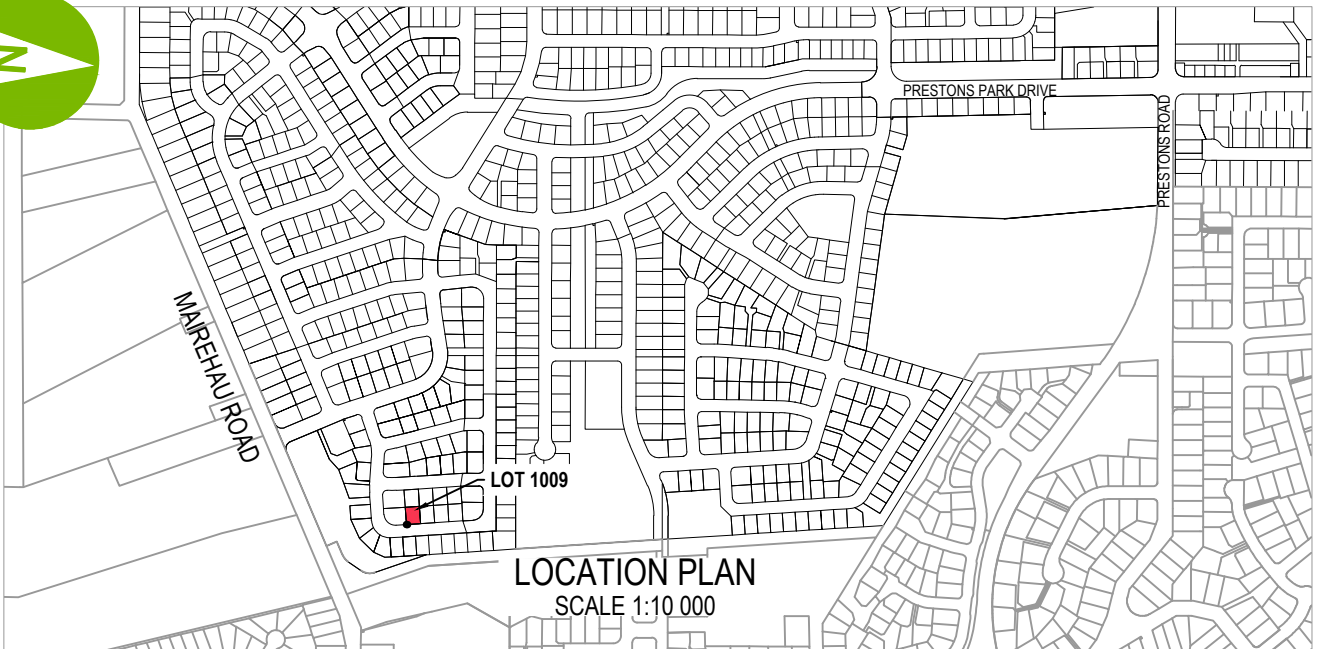 N
PRESTONS PARK DRIVE
PRESTONS ROAD
MAIREHAU ROAD
LOT 1009
LOCATION PLAN
SCALE 1:10 000